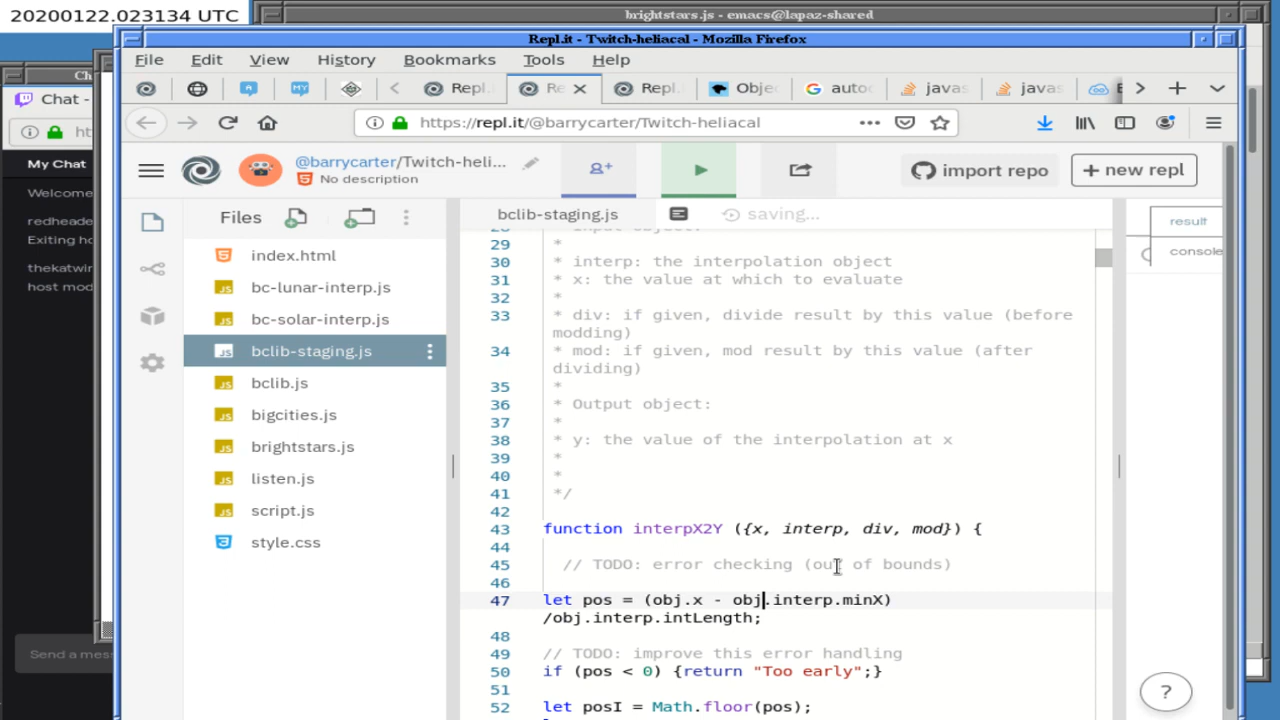 20200122.023134 UTC
brightstars.js - emacs@lapaz-shared
Repl.it - Twitch-heliacal - Mozilla Firefox
File Edit View History Bookmarks Tools Help
Ch
Chat -
Repl.
Re
Repl.
Objec
G auto
javas
javas
https://repl.it/@barrycarter/Twitch-heliacal
ht
My Chat
Welcome
redheade
Exiting ho
thekatwin
host mod
Send a mess
@barrycarter/Twitch-heli...
No description
import repo
+ new repl
Files
index.html
bc-lunar-interp.js
bc-solar-interp.js
bclib-staging.js
bclib.js
bigcities.js
brightstars.js
listen.js
script.js
style.css
bclib-staging.js
saving...
result
console
28 * Input object:
29 *
30 * interp: the interpolation object
31 * x: the value at which to evaluate
32 *
33 * div: if given, divide result by this value (before
modding)
34 * mod: if given, mod result by this value (after
dividing)
35 *
36 * Output object:
37 *
38 * y: the value of the interpolation at x
39 *
40 *
41 */
42
43 function interpX2Y ({x, interp, div, mod}) {
44
45 // TODO: error checking (out of bounds)
46
47 let pos = (obj.x - obj.interp.minX)
/obj.interp.intLength;
48
49 // TODO: improve this error handling
50 if (pos < 0) {return "Too early";}
51
52 let posI = Math.floor(pos);
?